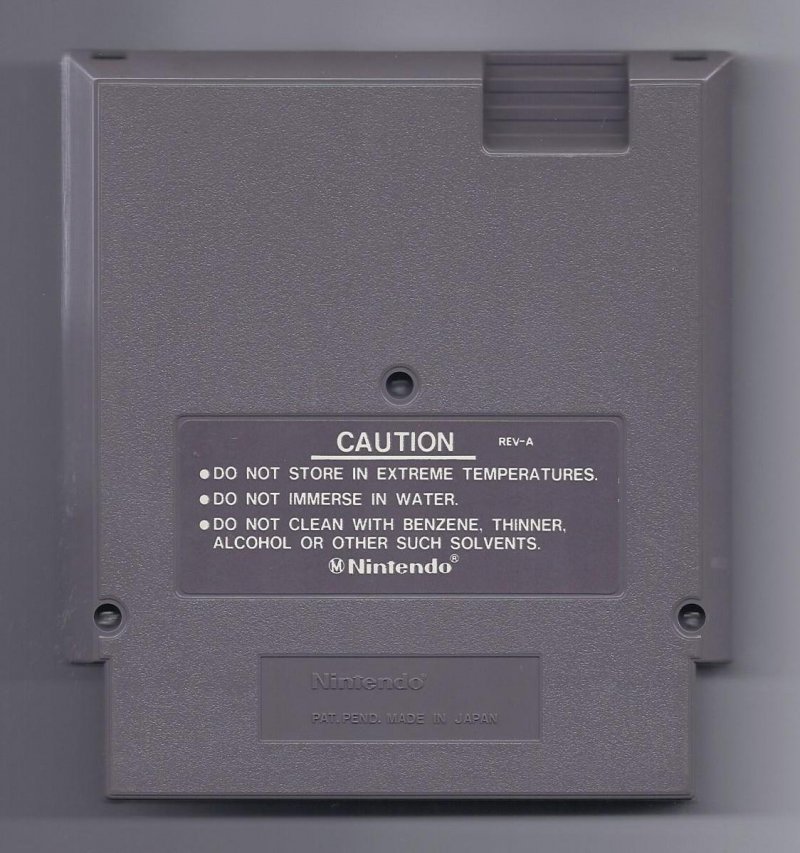 CAUTION REV-A
●DO NOT STORE IN EXTREME TEMPERATURES.
●DO NOT IMMERSE IN WATER.
●DO NOT CLEAN WITH BENZENE, THINNER,
ALCOHOL OR OTHER SUCH SOLVENTS.
Ⓜ Nintendo®
Nintendo®
PAT. PEND. MADE IN JAPAN